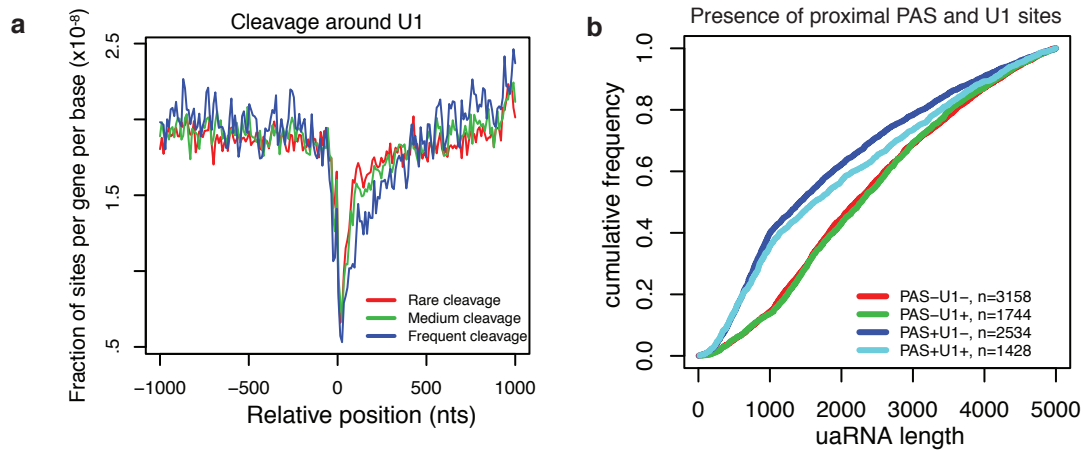 a
Cleavage around U1
Fraction of sites per gene per base (x10-8)
2.5
1.5
.5
Rare cleavage
Medium cleavage
Frequent cleavage
−1000 −500 0 500 1000
Relative position (nts)
b
Presence of proximal PAS and U1 sites
cumulative frequency
1.0
0.8
0.6
0.4
0.2
0.0
PAS−U1−, n=3158
PAS−U1+, n=1744
PAS+U1−, n=2534
PAS+U1+, n=1428
0 1000 2000 3000 4000 5000
uaRNA length